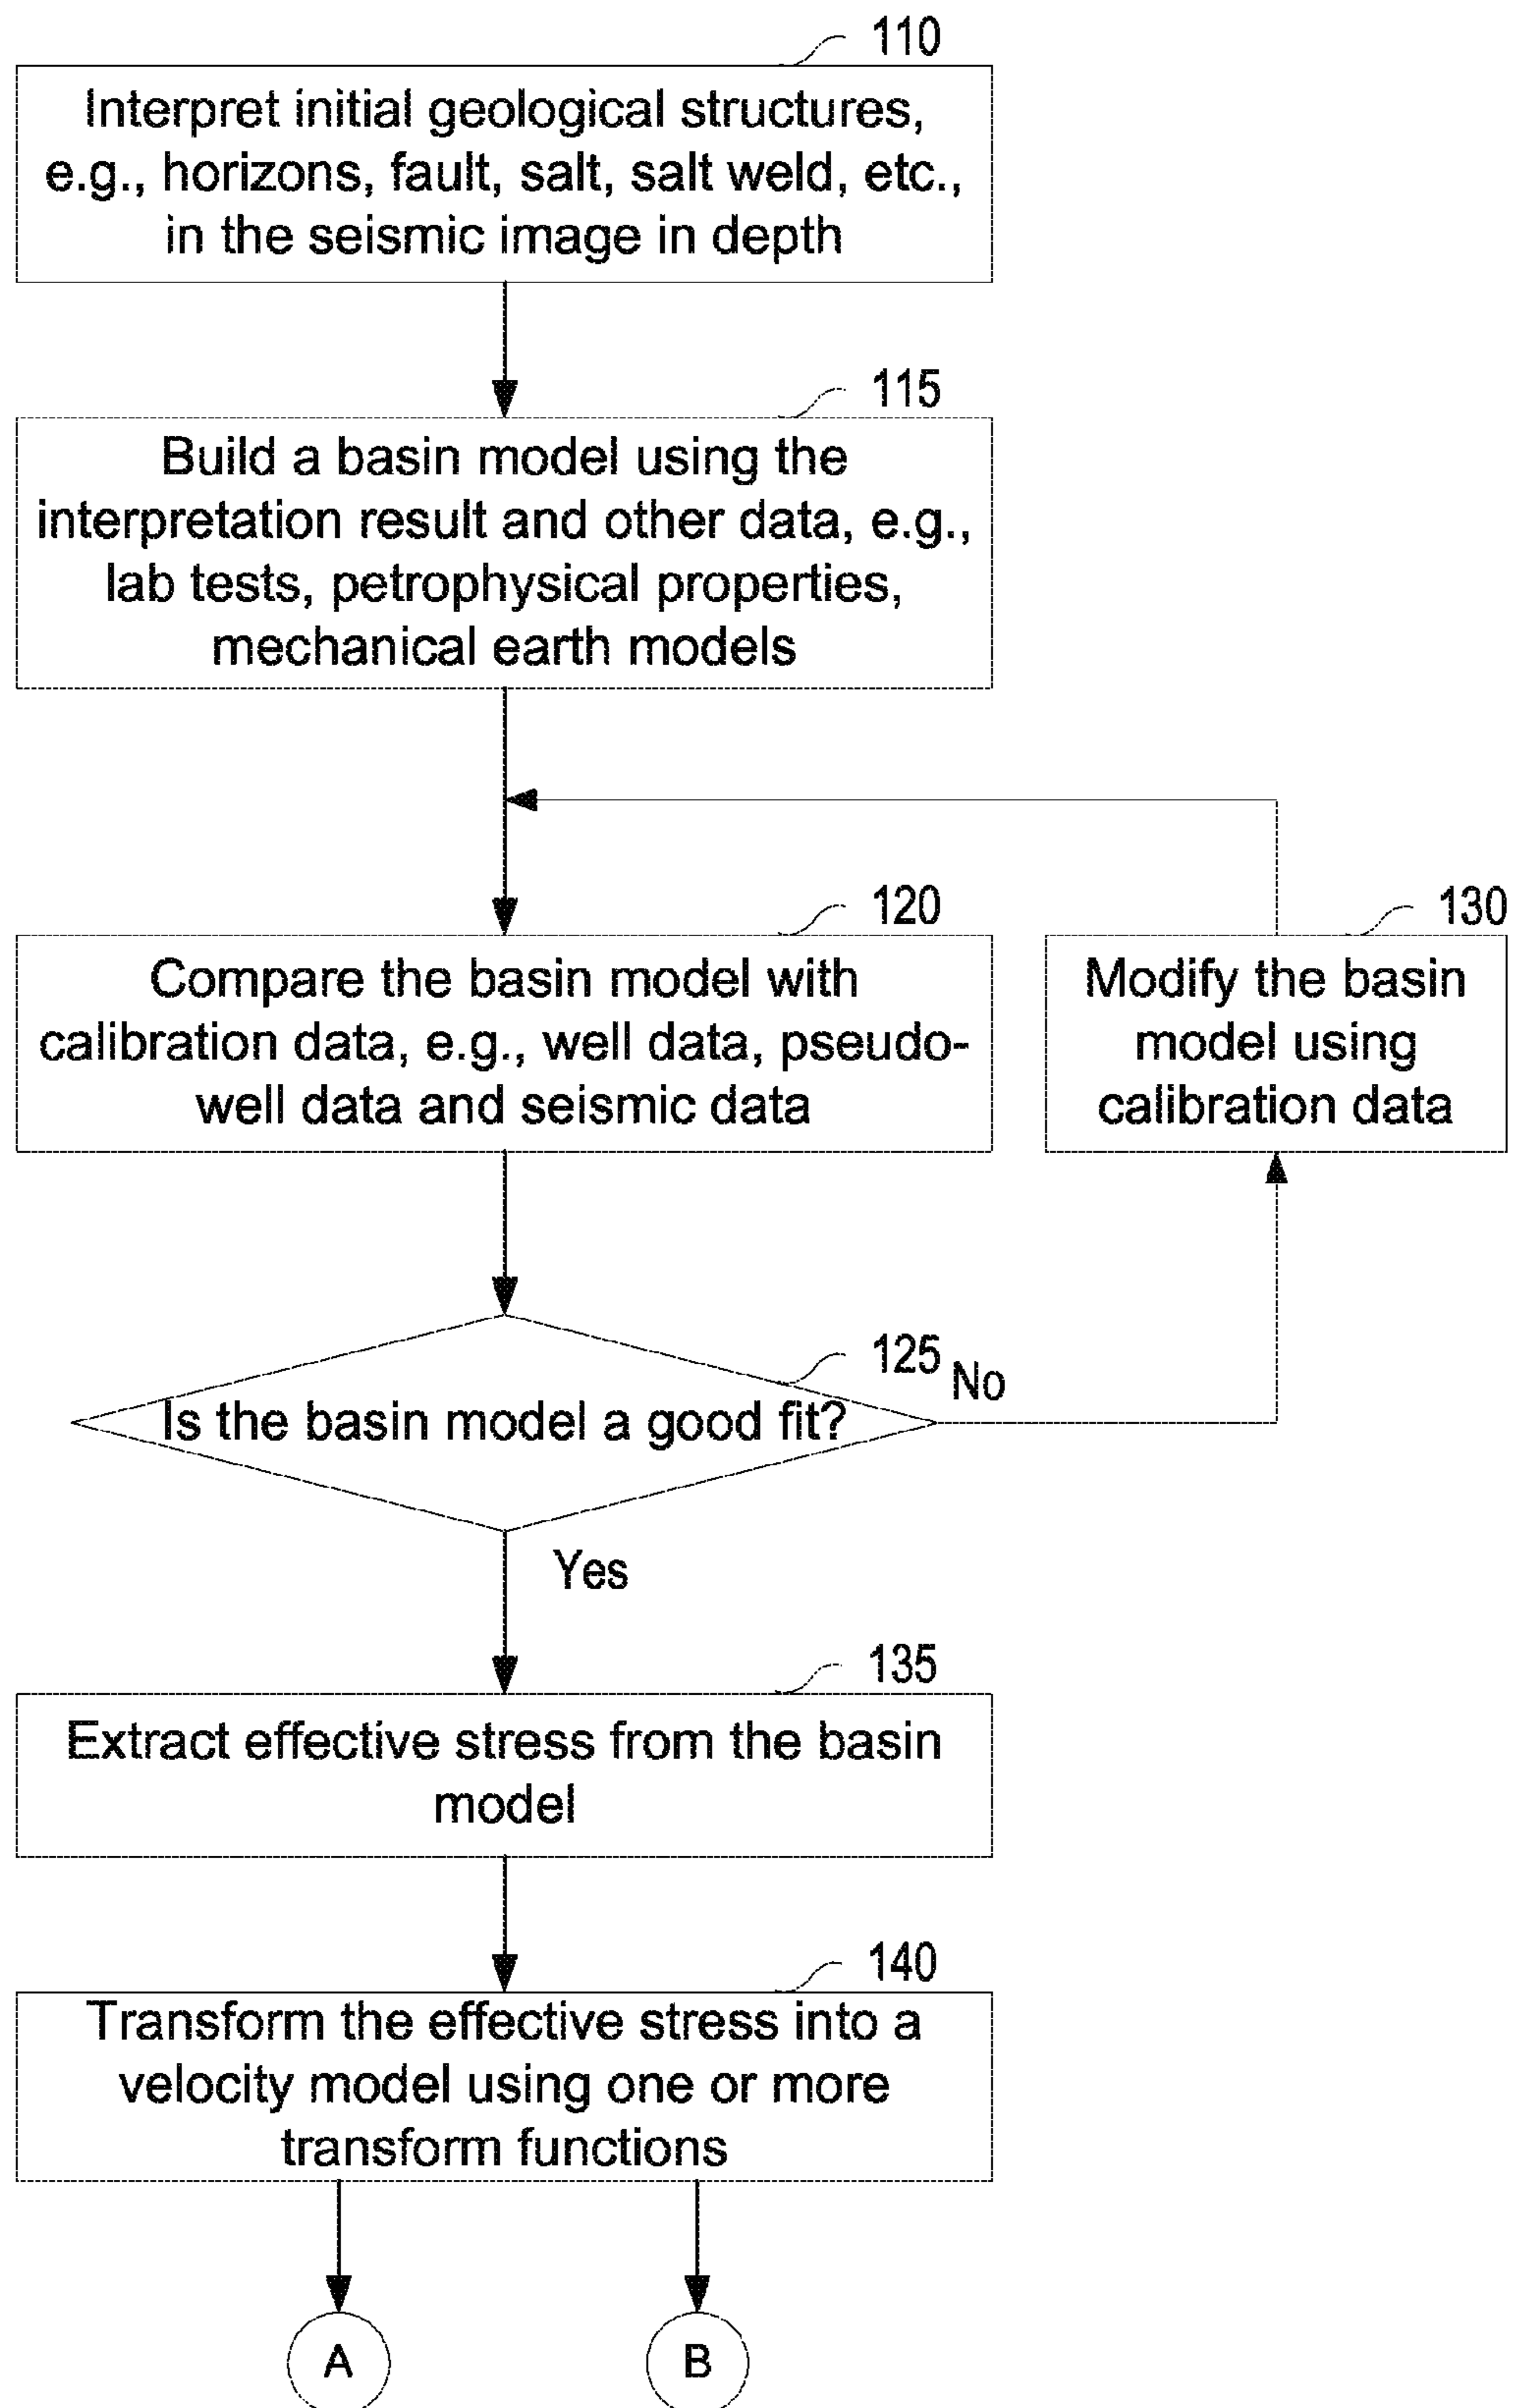 110
Interpret initial geological structures,
e.g., horizons, fault, salt, salt weld, etc.,
in the seismic image in depth
115
Build a basin model using the
interpretation result and other data, e.g.,
lab tests, petrophysical properties,
mechanical earth models
120
Compare the basin model with
calibration data, e.g., well data, pseudo-
well data and seismic data
130
Modify the basin
model using
calibration data
125
No
Is the basin model a good fit?
Yes
135
Extract effective stress from the basin
model
140
Transform the effective stress into a
velocity model using one or more
transform functions
A
B